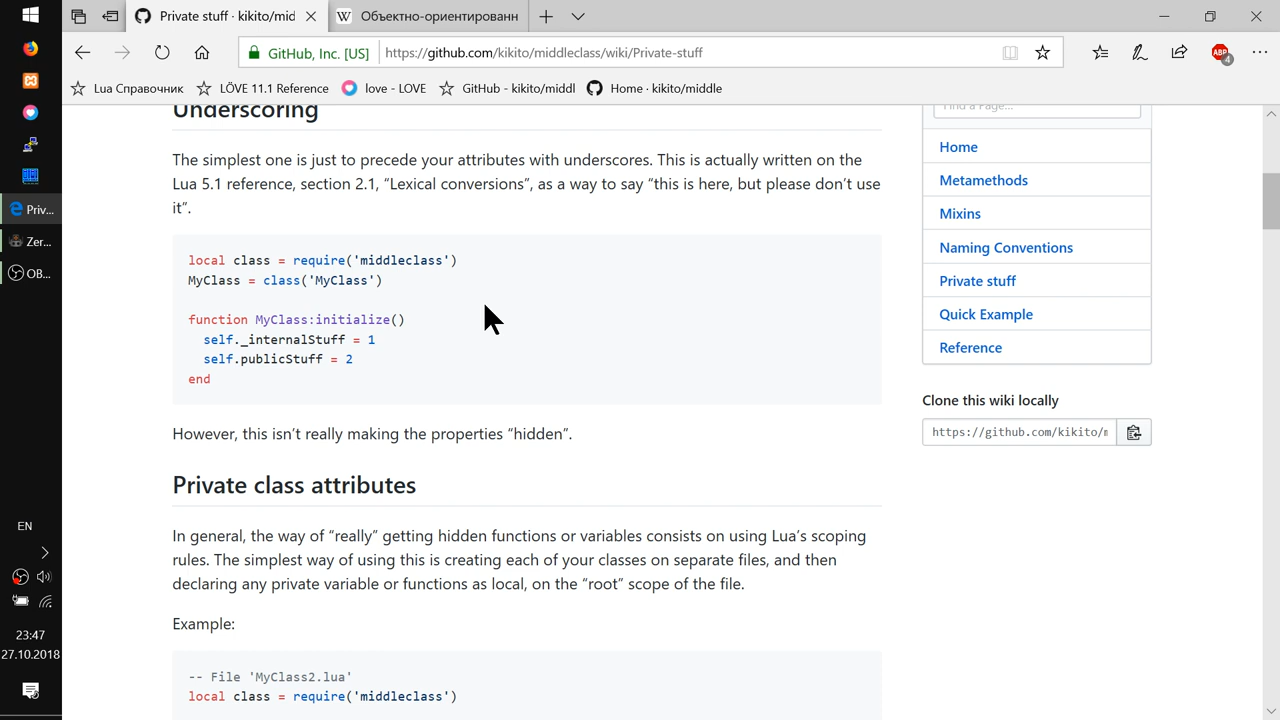 Private stuff · kikito/mid
Объектно-ориентированн
GitHub, Inc. [US]
https://github.com/kikito/middleclass/wiki/Private-stuff
ABP
4
Lua Справочник
LÖVE 11.1 Reference
love - LOVE
GitHub - kikito/middl
Home · kikito/middle
Priv...
Zer...
OB...
EN
23:47
27.10.2018
Underscoring
The simplest one is just to precede your attributes with underscores. This is actually written on the
Lua 5.1 reference, section 2.1, “Lexical conversions”, as a way to say “this is here, but please don’t use
it”.
local class = require('middleclass')
MyClass = class('MyClass')
function MyClass:initialize()
self._internalStuff = 1
self.publicStuff = 2
end
However, this isn’t really making the properties “hidden”.
Private class attributes
In general, the way of “really” getting hidden functions or variables consists on using Lua’s scoping
rules. The simplest way of using this is creating each of your classes on separate files, and then
declaring any private variable or functions as local, on the “root” scope of the file.
Example:
-- File 'MyClass2.lua'
local class = require('middleclass')
Find a Page...
Home
Metamethods
Mixins
Naming Conventions
Private stuff
Quick Example
Reference
Clone this wiki locally
https://github.com/kikito/m